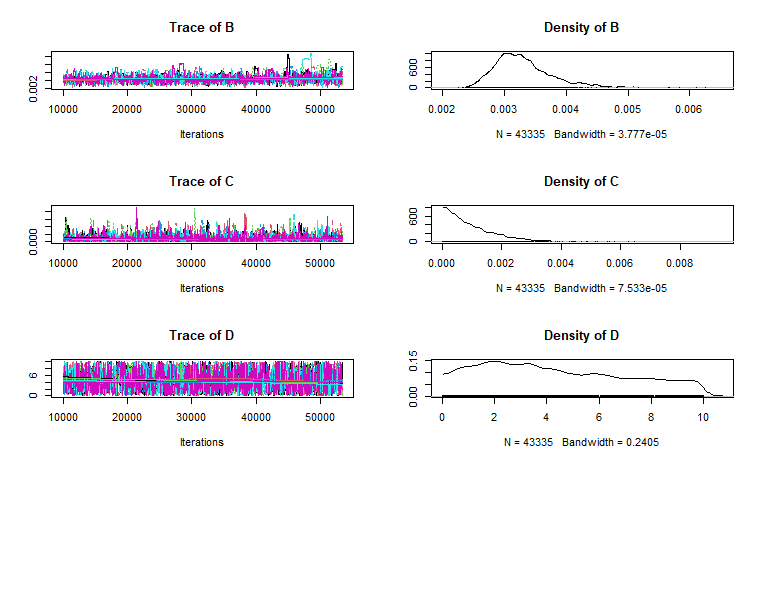 Trace of B
0.002
10000 20000 30000 40000 50000
Iterations
Density of B
0 600
0.002 0.003 0.004 0.005 0.006
N = 43335 Bandwidth = 3.777e-05
Trace of C
0.000
10000 20000 30000 40000 50000
Iterations
Density of C
0 600
0.000 0.002 0.004 0.006 0.008
N = 43335 Bandwidth = 7.533e-05
Trace of D
0 6
10000 20000 30000 40000 50000
Iterations
Density of D
0.00 0.15
0 2 4 6 8 10
N = 43335 Bandwidth = 0.2405